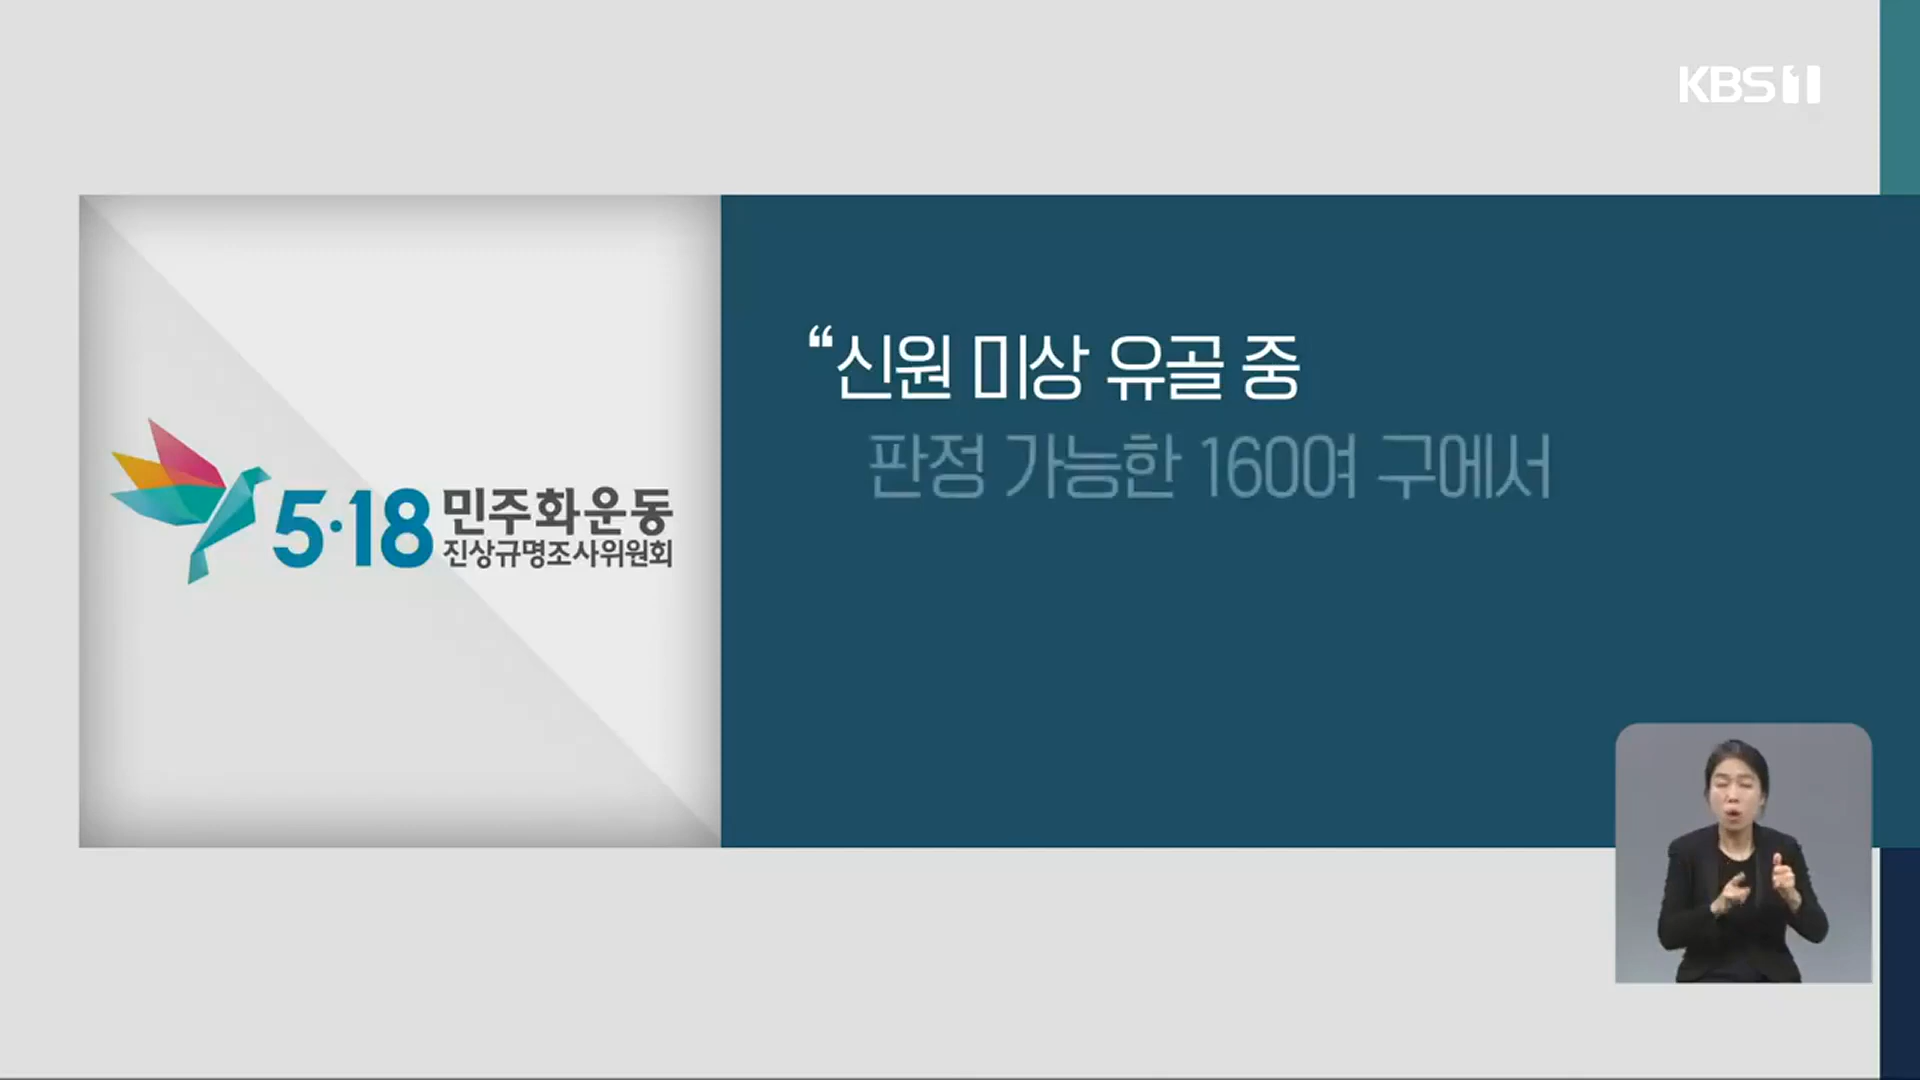 KBS 1
5·18 민주화운동
진상규명조사위원회
“신원 미상 유골 중
판정 가능한 160여 구에서